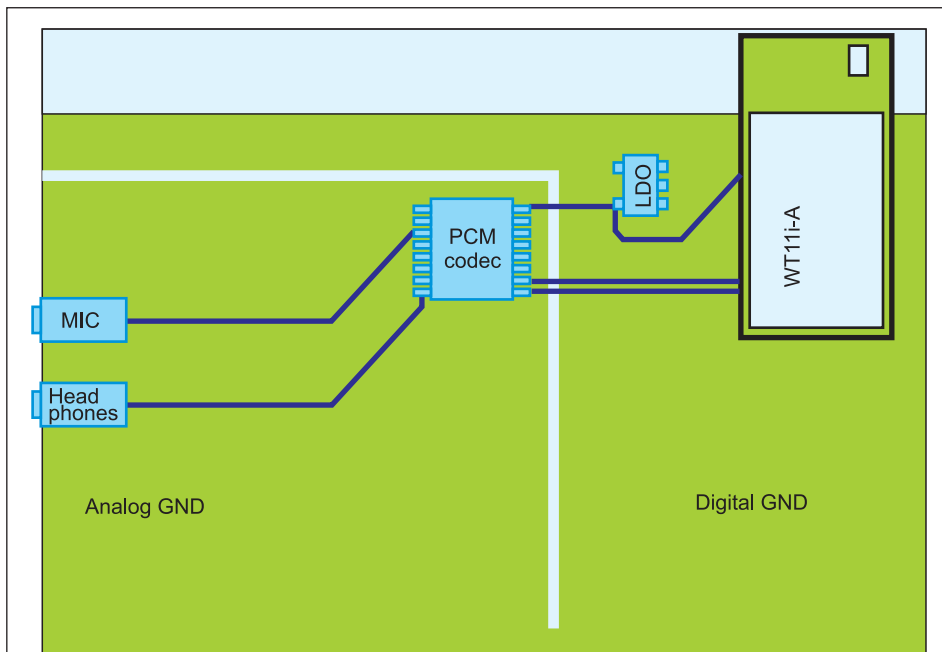 LDO
PCM
codec
WT11i-A
MIC
Head
phones
Analog GND
Digital GND